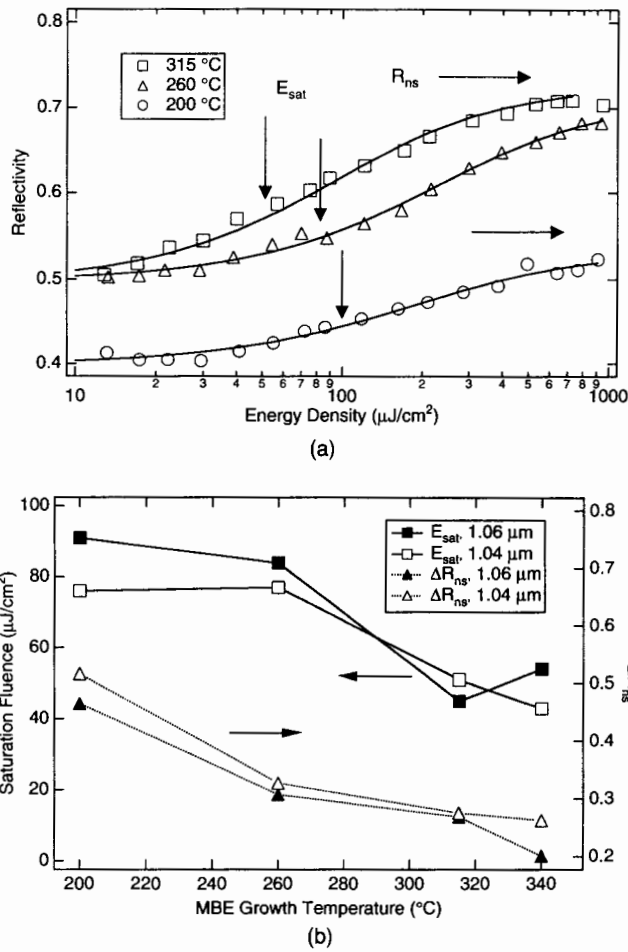 0.8
0.7
0.6
0.5
0.4
Reflectivity
315 °C
260 °C
200 °C
E_sat
R_ns
10 2 3 4 5 6 7 8 9 100 2 3 4 5 6 7 8 9 1000
Energy Density (μJ/cm²)
(a)
100
80
60
40
20
0
Saturation Fluence (μJ/cm²)
E_sat, 1.06 μm
E_sat, 1.04 μm
ΔR_ns, 1.06 μm
ΔR_ns, 1.04 μm
0.8
0.7
0.6
0.5
0.4
0.3
0.2
ns
200 220 240 260 280 300 320 340
MBE Growth Temperature (°C)
(b)